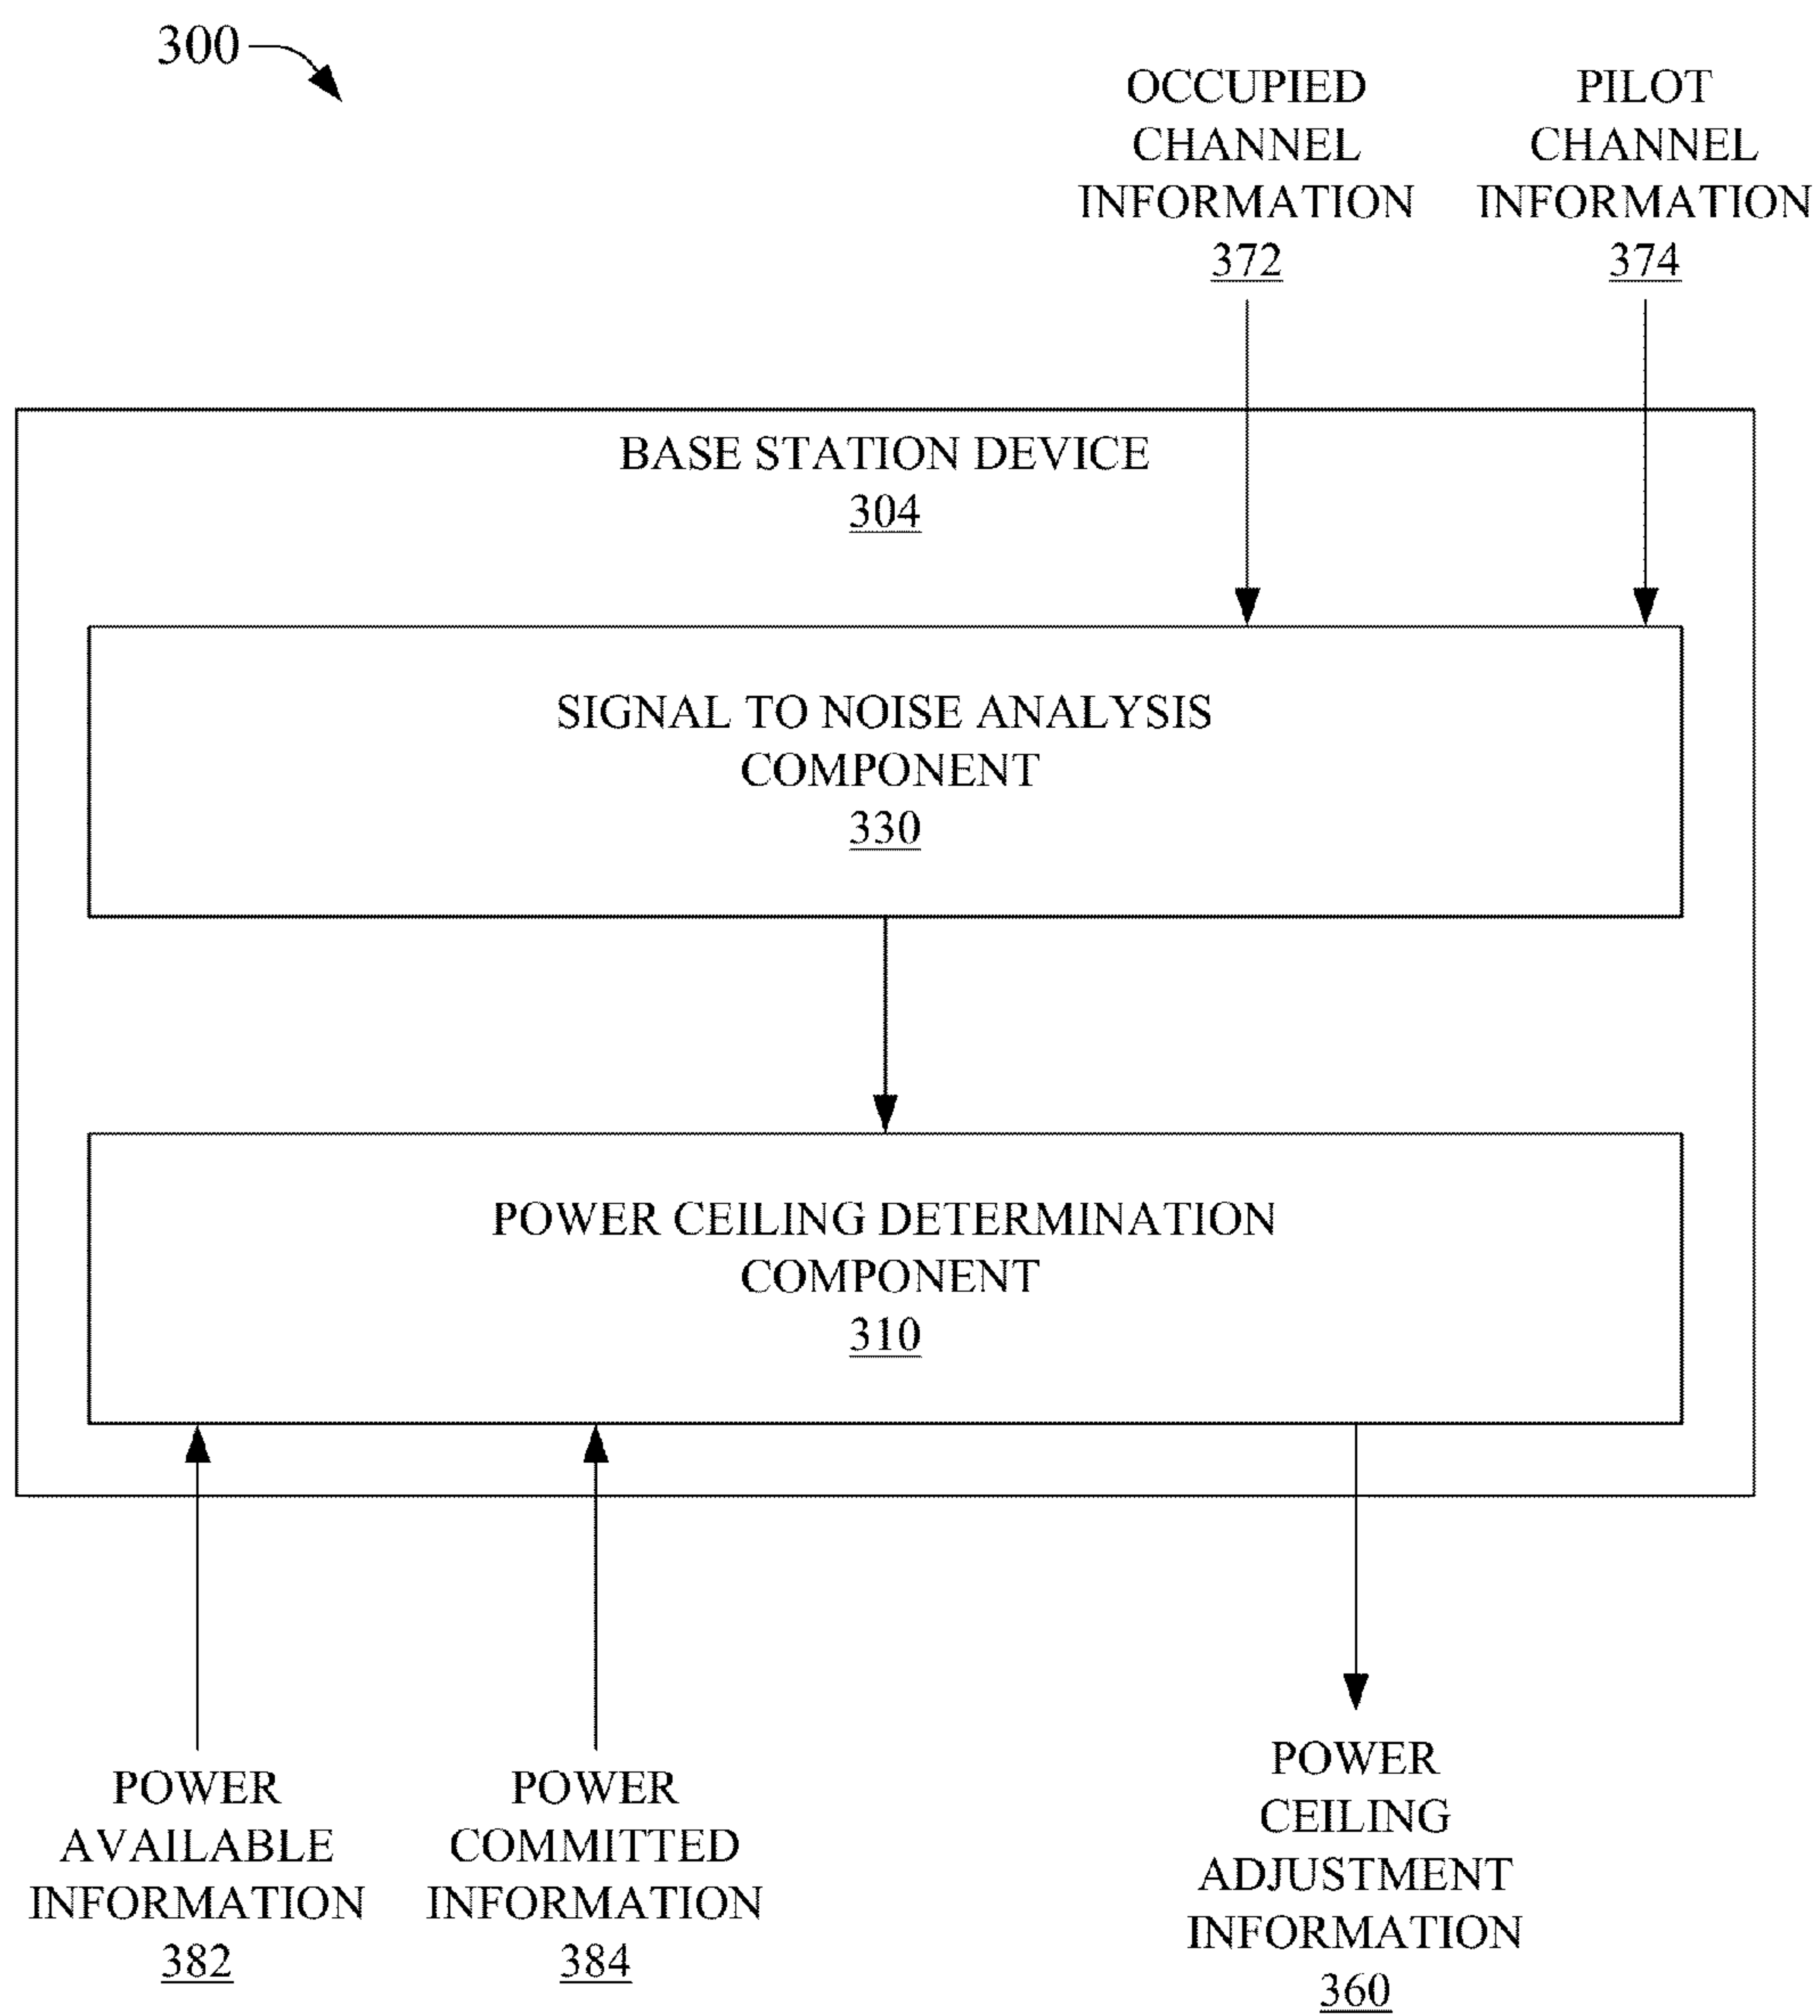 300
OCCUPIED
CHANNEL
INFORMATION
372
PILOT
CHANNEL
INFORMATION
374
BASE STATION DEVICE
304
SIGNAL TO NOISE ANALYSIS
COMPONENT
330
POWER CEILING DETERMINATION
COMPONENT
310
POWER
AVAILABLE
INFORMATION
382
POWER
COMMITTED
INFORMATION
384
POWER
CEILING
ADJUSTMENT
INFORMATION
360